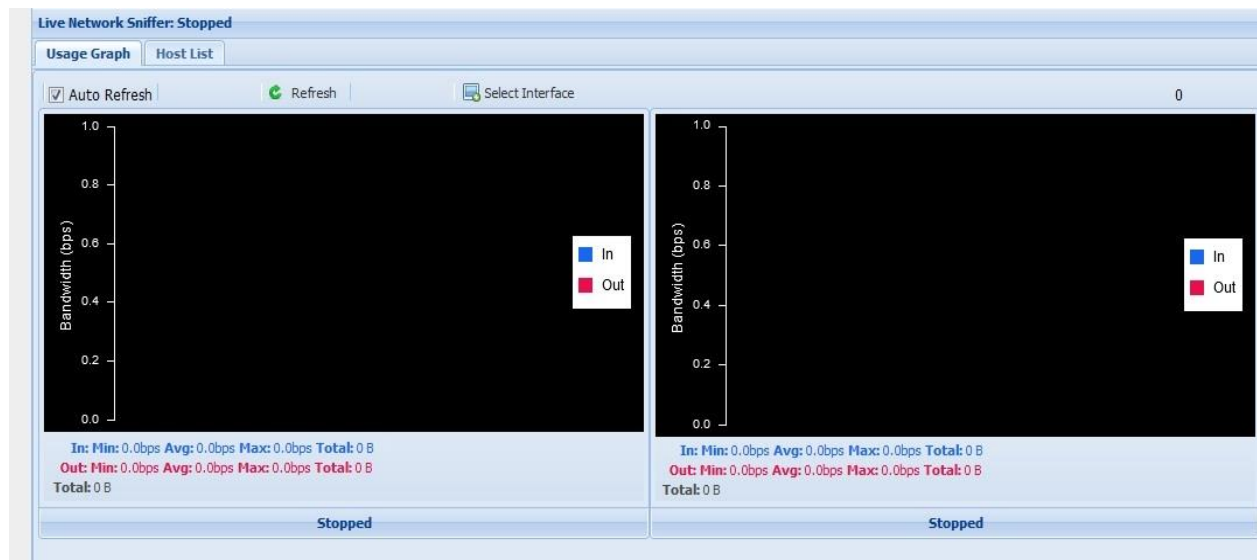 Live Network Sniffer: Stopped
Usage Graph Host List
Auto Refresh Refresh Select Interface 0
1.0
0.8
0.6
0.4
0.2
0.0
Bandwidth (bps)
In
Out
In: Min: 0.0bps Avg: 0.0bps Max: 0.0bps Total: 0 B
Out: Min: 0.0bps Avg: 0.0bps Max: 0.0bps Total: 0 B
Total: 0 B
Stopped
1.0
0.8
0.6
0.4
0.2
0.0
Bandwidth (bps)
In
Out
In: Min: 0.0bps Avg: 0.0bps Max: 0.0bps Total: 0 B
Out: Min: 0.0bps Avg: 0.0bps Max: 0.0bps Total: 0 B
Total: 0 B
Stopped